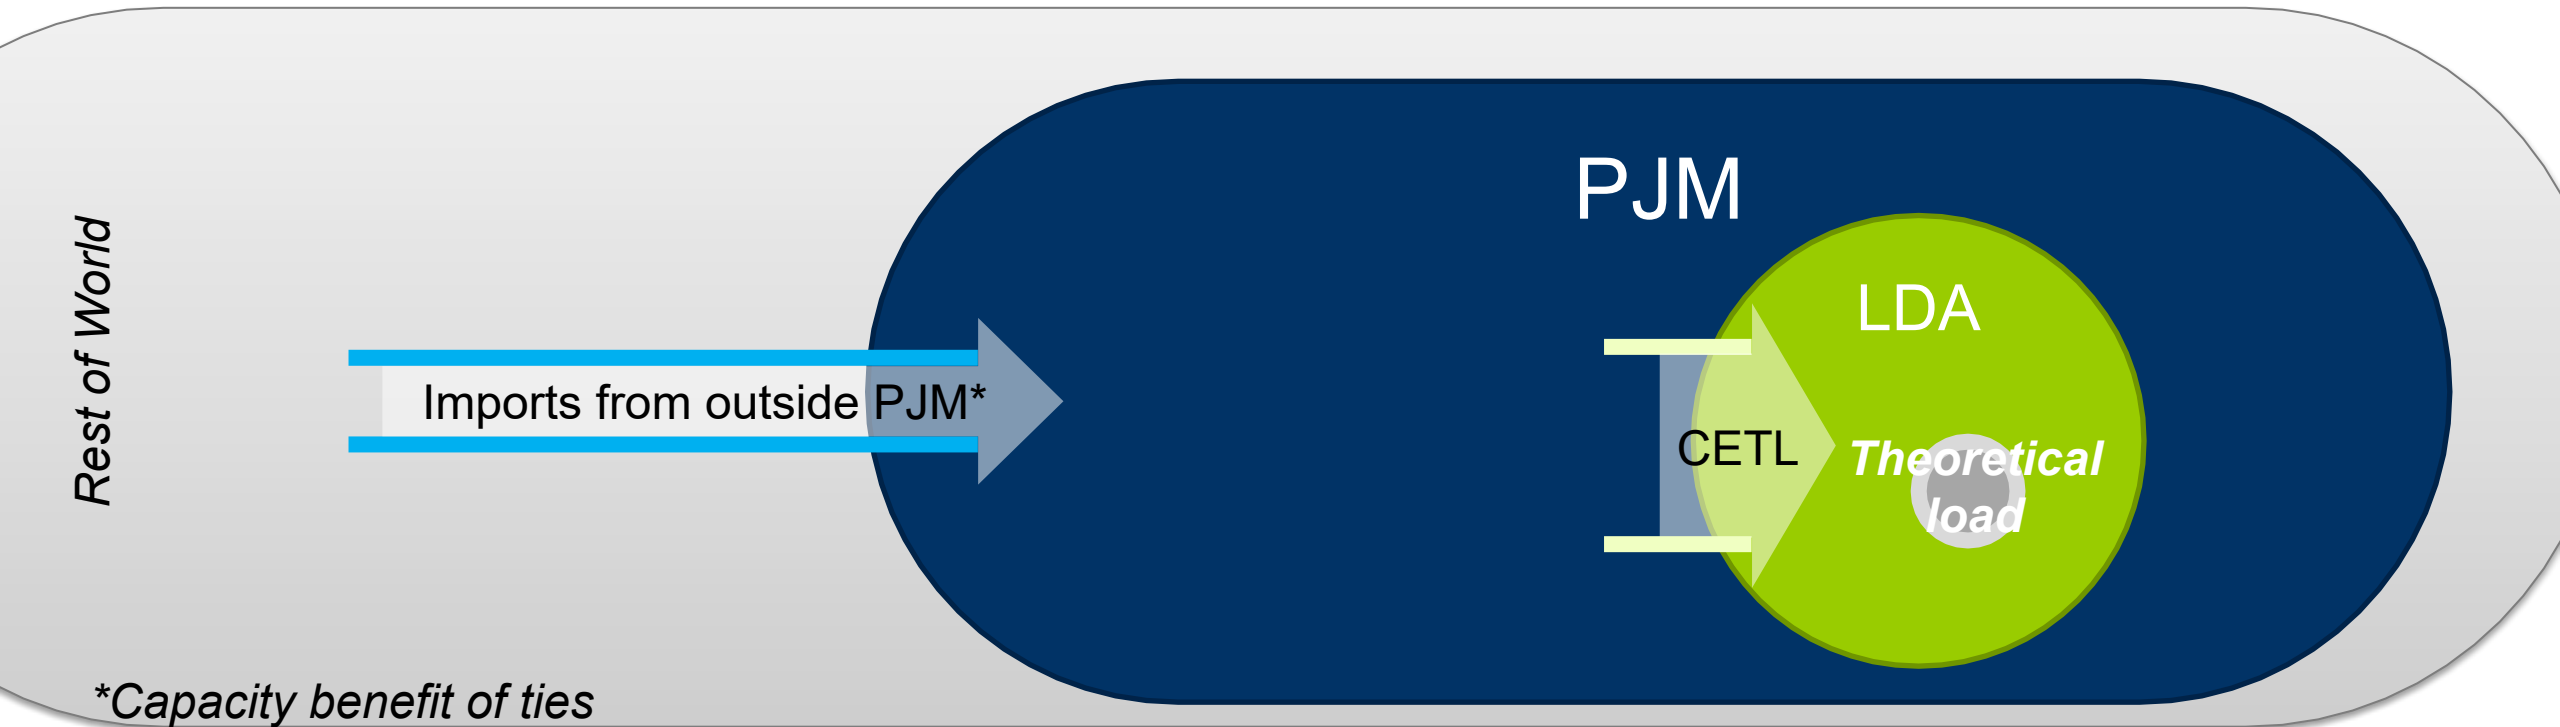 Rest of World
Imports from outside PJM*
PJM
LDA
CETL
Theoretical
load
*Capacity benefit of ties